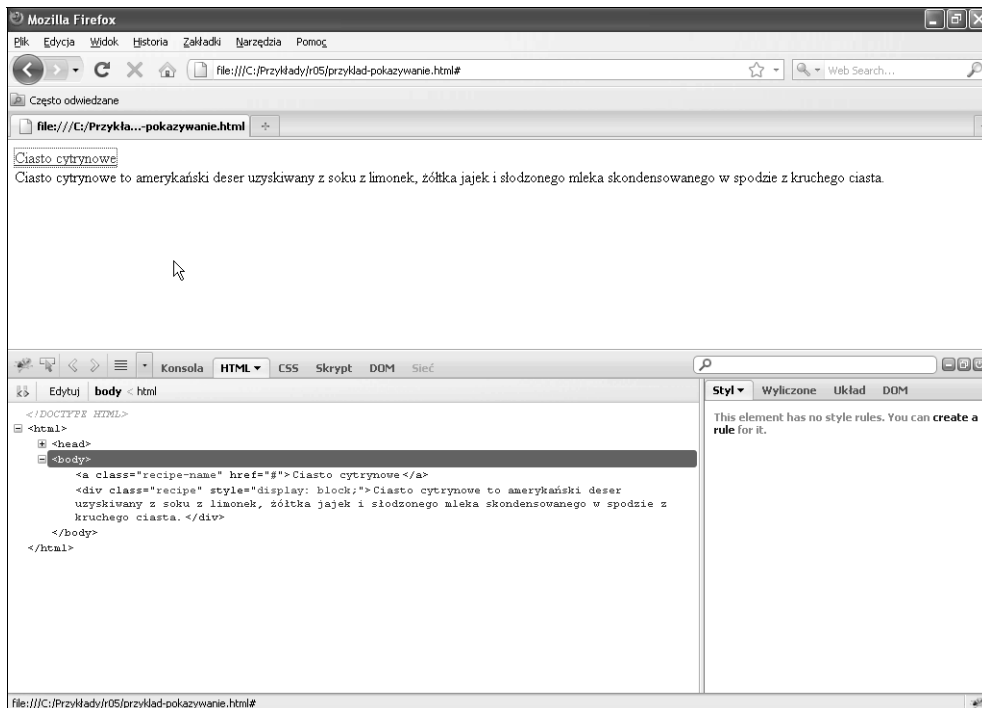 Mozilla Firefox
Plik Edycja Widok Historia Zakładki Narzędzia Pomoc
file:///C:/Przykłady/r05/przyklad-pokazywanie.html#
Web Search...
Często odwiedzane
file:///C:/Przykła...-pokazywanie.html
Ciasto cytrynowe
Ciasto cytrynowe to amerykański deser uzyskiwany z soku z limonek, żółtka jajek i słodzonego mleka skondensowanego w spodzie z kruchego ciasta.
Konsola HTML CSS Skrypt DOM Sieć
Edytuj body < html
Styl Wyliczone Układ DOM
<!DOCTYPE HTML>
<html>
<head>
<body>
<a class="recipe-name" href="#">Ciasto cytrynowe</a>
<div class="recipe" style="display: block;">Ciasto cytrynowe to amerykański deser
uzyskiwany z soku z limonek, żółtka jajek i słodzonego mleka skondensowanego w spodzie z
kruchego ciasta.</div>
</body>
</html>
This element has no style rules. You can create a
rule for it.
file:///C:/Przykłady/r05/przyklad-pokazywanie.html#